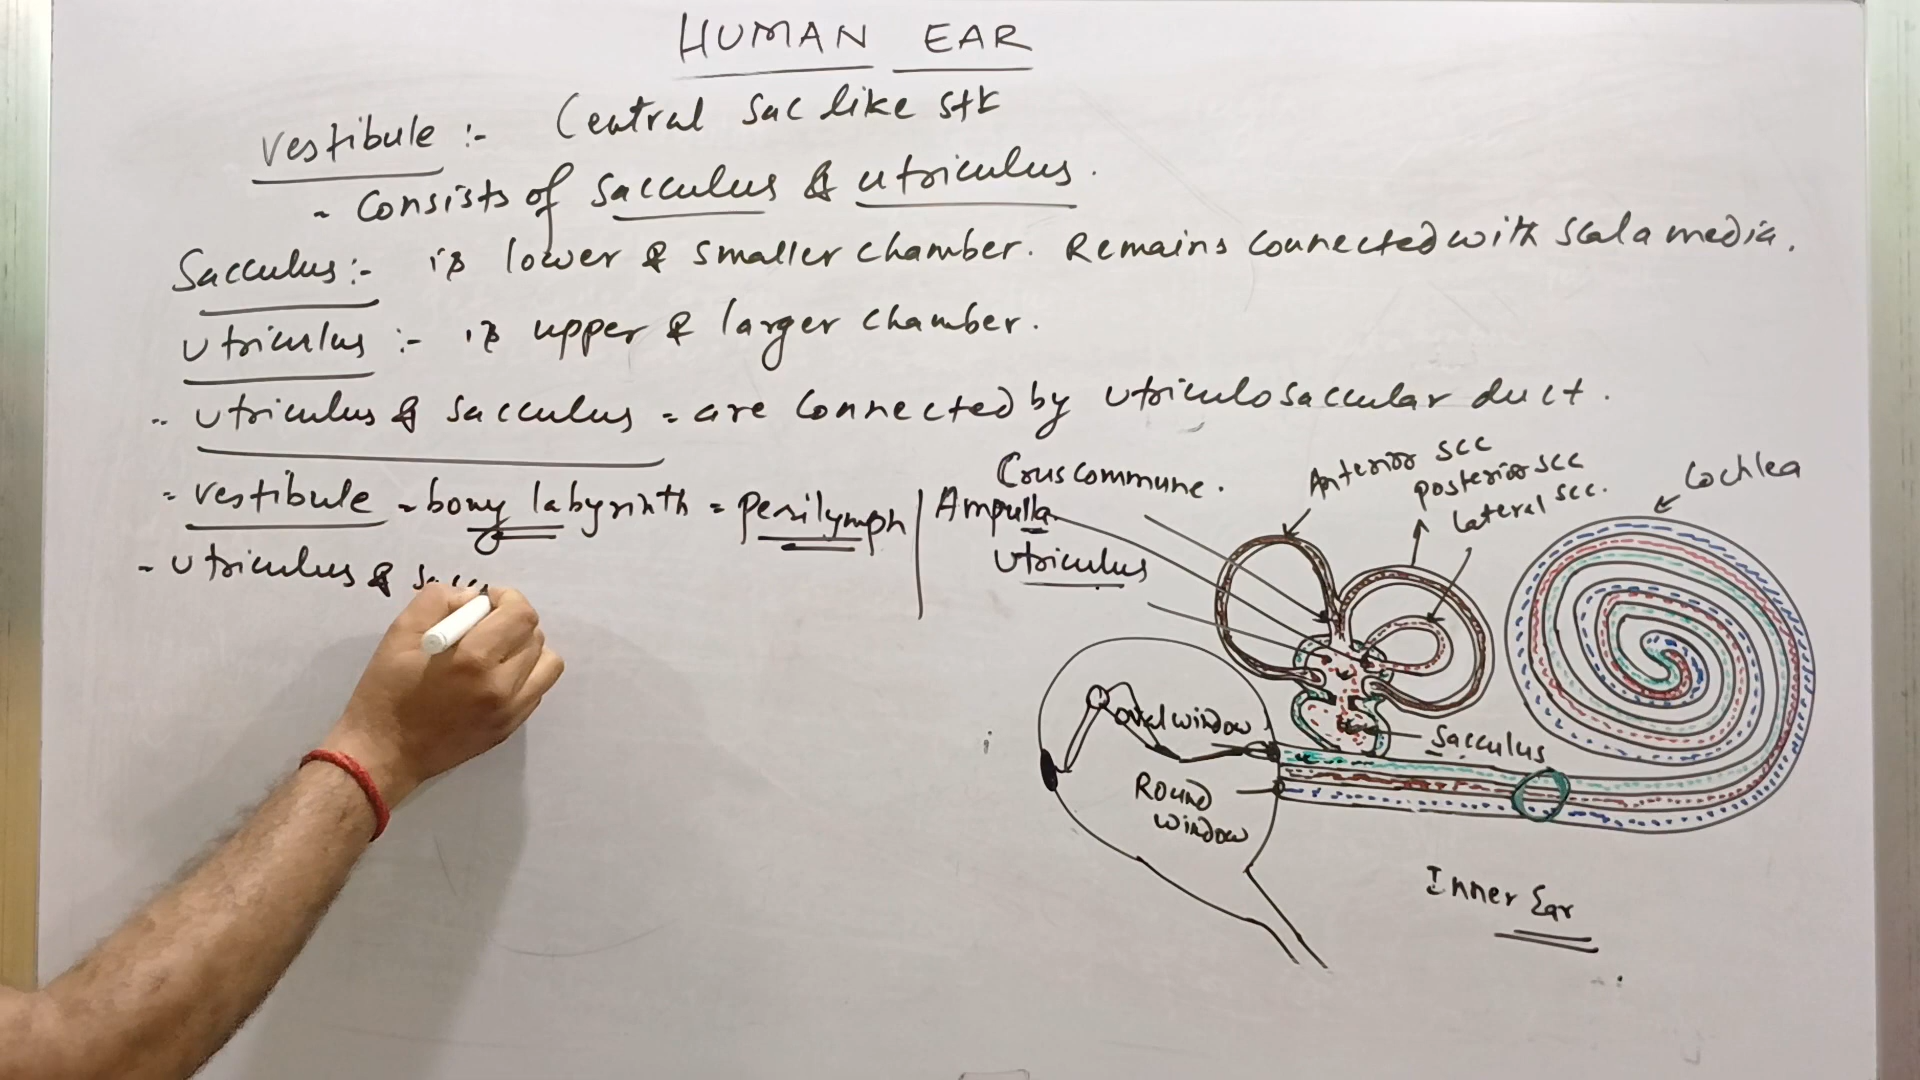 HUMAN EAR
Vestibule :- Central sac like stk
- Consists of Sacculus & utriculus.
Sacculus :- is lower & smaller chamber. Remains connected with scala media.
Utriculus :- is upper & larger chamber.
- Utriculus & sacculus - are connected by utriculosaccular duct.
- Vestibule - bony labyrinth = perilymph
- Utriculus & sacc
Crus commune.
Ampulla
Utriculus
Anterior SCC
posterior SCC
Lateral SCC.
Cochlea
oval window
Sacculus
Round
window
Inner Ear